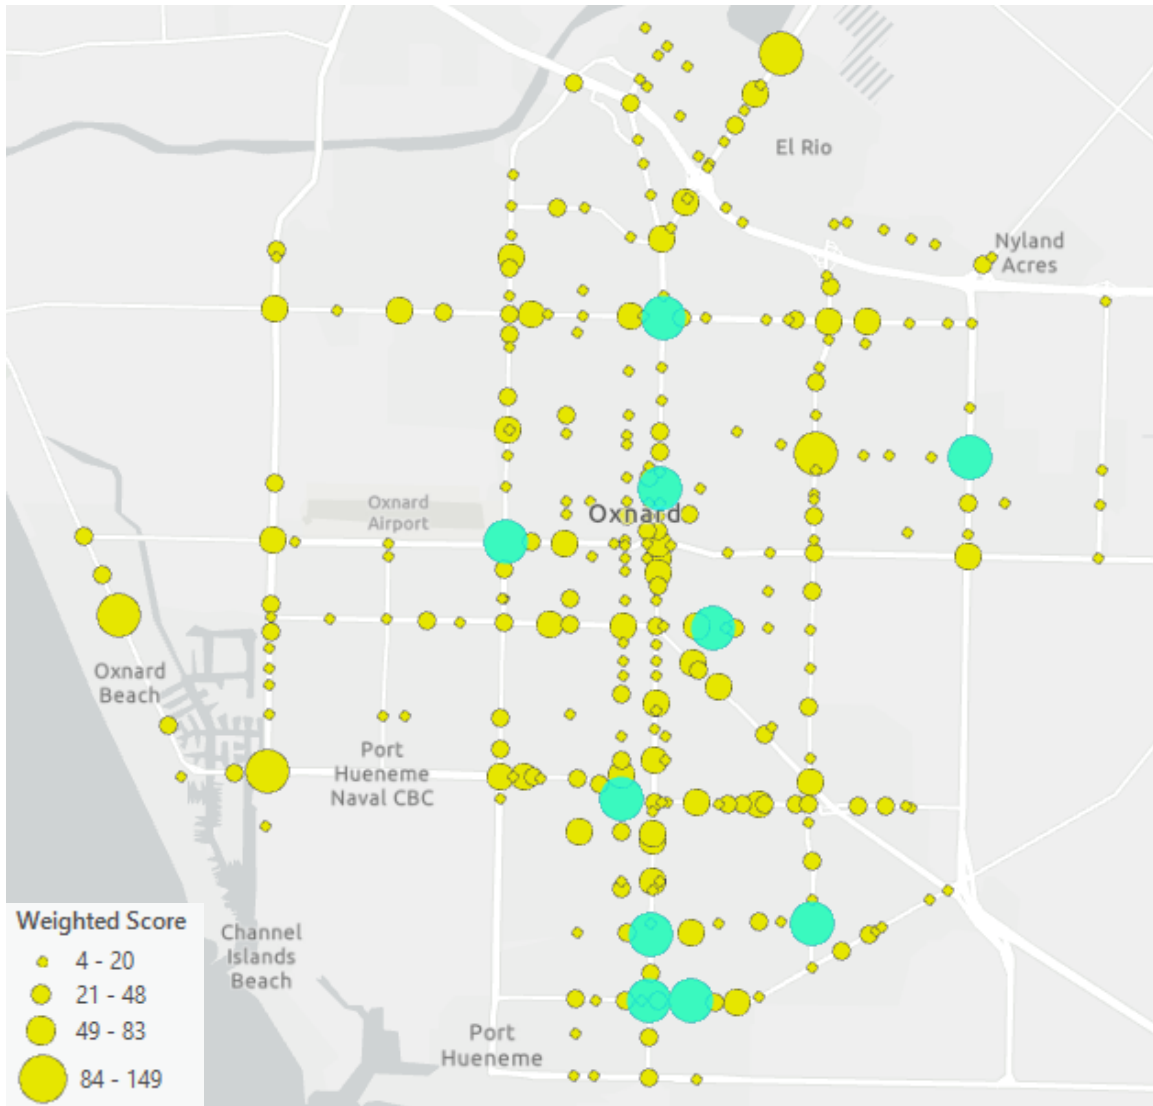 El Rio
Nyland
Acres
Oxnard
Airport
Oxnard
Oxnard
Beach
Port
Hueneme
Naval CBC
Channel
Islands
Beach
Port
Hueneme
Weighted Score
4 - 20
21 - 48
49 - 83
84 - 149